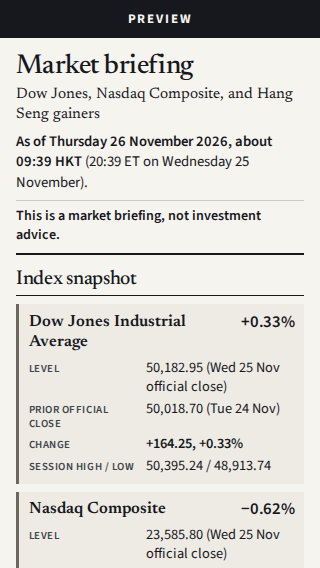 PREVIEW
Market briefing
Dow Jones, Nasdaq Composite, and Hang
Seng gainers
As of Thursday 26 November 2026, about
09:39 HKT (20:39 ET on Wednesday 25
November).
This is a market briefing, not investment
advice.
Index snapshot
Dow Jones Industrial
Average
+0.33%
LEVEL
50,182.95 (Wed 25 Nov
official close)
PRIOR OFFICIAL
CLOSE
50,018.70 (Tue 24 Nov)
CHANGE
+164.25, +0.33%
SESSION HIGH / LOW
50,395.24 / 48,913.74
Nasdaq Composite
−0.62%
LEVEL
23,585.80 (Wed 25 Nov
official close)